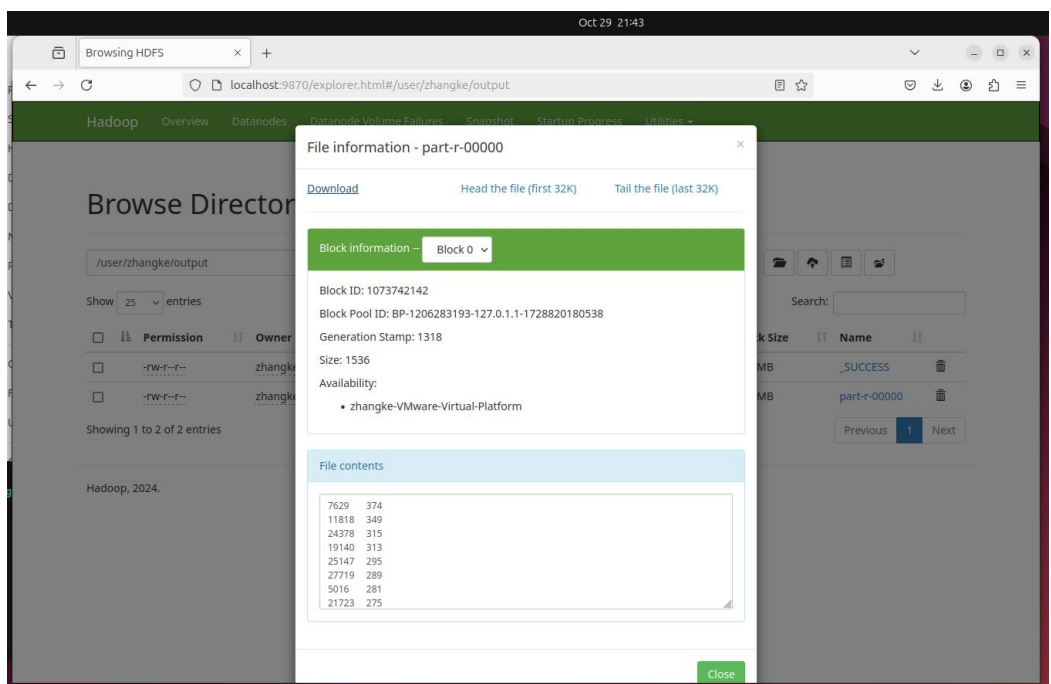 Oct 29 21:43
Browsing HDFS
localhost:9870/explorer.html#/user/zhangke/output
Hadoop Overview Datanodes Datanode Volume Failures Snapshot Startup Progress Utilities
File information - part-r-00000
Download Head the file (first 32K) Tail the file (last 32K)
Browse Director
Block information -- Block 0
/user/zhangke/output
Block ID: 1073742142
Show 25 entries
Search:
Block Pool ID: BP-1206283193-127.0.1.1-1728820180538
Permission Owner
Generation Stamp: 1318
k Size Name
Size: 1536
-rw-r--r-- zhangke
MB _SUCCESS
Availability:
-rw-r--r-- zhangke
MB part-r-00000
• zhangke-VMware-Virtual-Platform
Showing 1 to 2 of 2 entries
Previous 1 Next
File contents
Hadoop, 2024.
7629 374
11818 349
24378 315
19140 313
25147 295
27719 289
5016 281
21723 275
Close